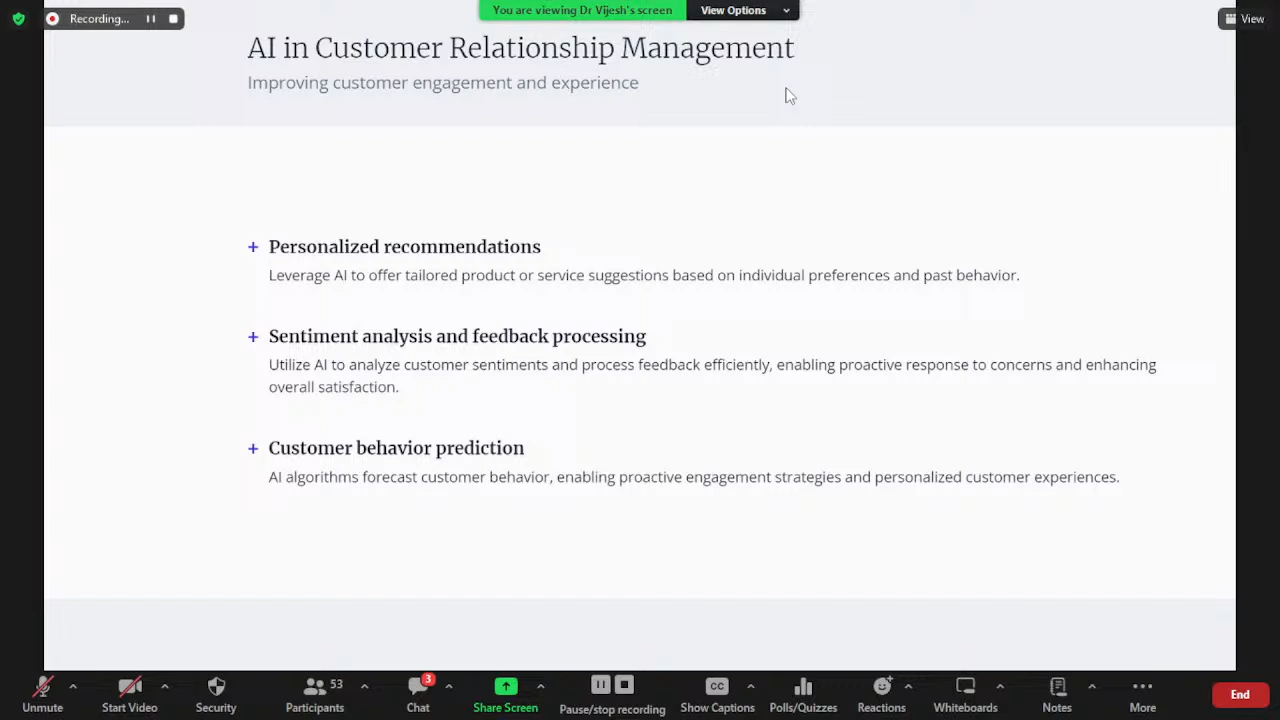 Recording...
You are viewing Dr Vijesh's screen
View Options
View
AI in Customer Relationship Management
Improving customer engagement and experience
+ Personalized recommendations
Leverage AI to offer tailored product or service suggestions based on individual preferences and past behavior.
+ Sentiment analysis and feedback processing
Utilize AI to analyze customer sentiments and process feedback efficiently, enabling proactive response to concerns and enhancing
overall satisfaction.
+ Customer behavior prediction
AI algorithms forecast customer behavior, enabling proactive engagement strategies and personalized customer experiences.
53
3
CC
Unmute
Start Video
Security
Participants
Chat
Share Screen
Pause/stop recording
Show Captions
Polls/Quizzes
Reactions
Whiteboards
Notes
More
End